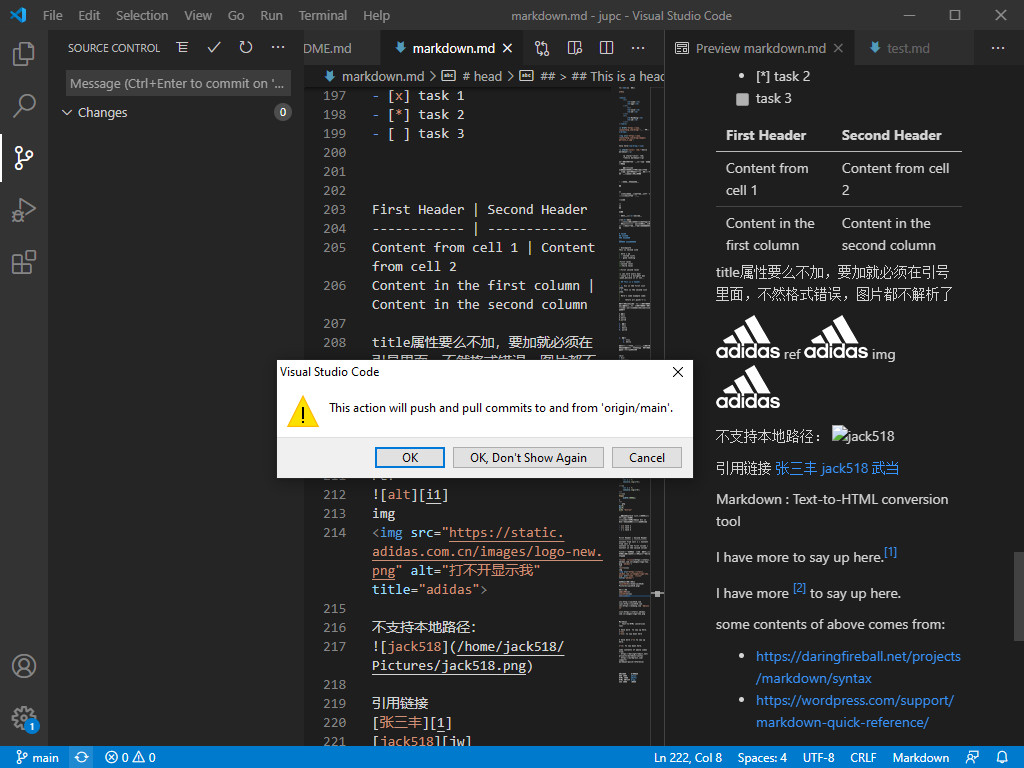 File Edit Selection View Go Run Terminal Help markdown.md - jupc - Visual Studio Code
SOURCE CONTROL
Message (Ctrl+Enter to commit on '...
Changes 0
DME.md markdown.md
markdown.md > # head > ## > ## This is a head
197 - [x] task 1
198 - [*] task 2
199 - [ ] task 3
200
201
202
203 First Header | Second Header
204 ------------ | -------------
205 Content from cell 1 | Content
from cell 2
206 Content in the first column |
Content in the second column
207
208 title属性要么不加，要加就必须在
引号里面，不然格式错误，图片都不
Visual Studio Code
This action will push and pull commits to and from 'origin/main'.
OK
OK, Don't Show Again
Cancel
212 ![alt][i1]
213 img
214 <img src="https://static.
adidas.com.cn/images/logo-new.
png" alt="打不开显示我"
title="adidas">
215
216 不支持本地路径：
217 ![jack518](/home/jack518/
Pictures/jack518.png)
218
219 引用链接
220 [张三丰][1]
221 [jack518][jw]
Preview markdown.md test.md
• [*] task 2
task 3
First Header Second Header
Content from cell 1 Content from cell 2
Content in the first column Content in the second column
title属性要么不加，要加就必须在引号
里面，不然格式错误，图片都不解析了
adidas ref adidas img
adidas
不支持本地路径： jack518
引用链接 张三丰 jack518 武当
Markdown : Text-to-HTML conversion
tool
I have more to say up here.[1]
I have more [2] to say up here.
some contents of above comes from:
• https://daringfireball.net/projects
/markdown/syntax
• https://wordpress.com/support/
markdown-quick-reference/
1
main 0 0 Ln 222, Col 8 Spaces: 4 UTF-8 CRLF Markdown